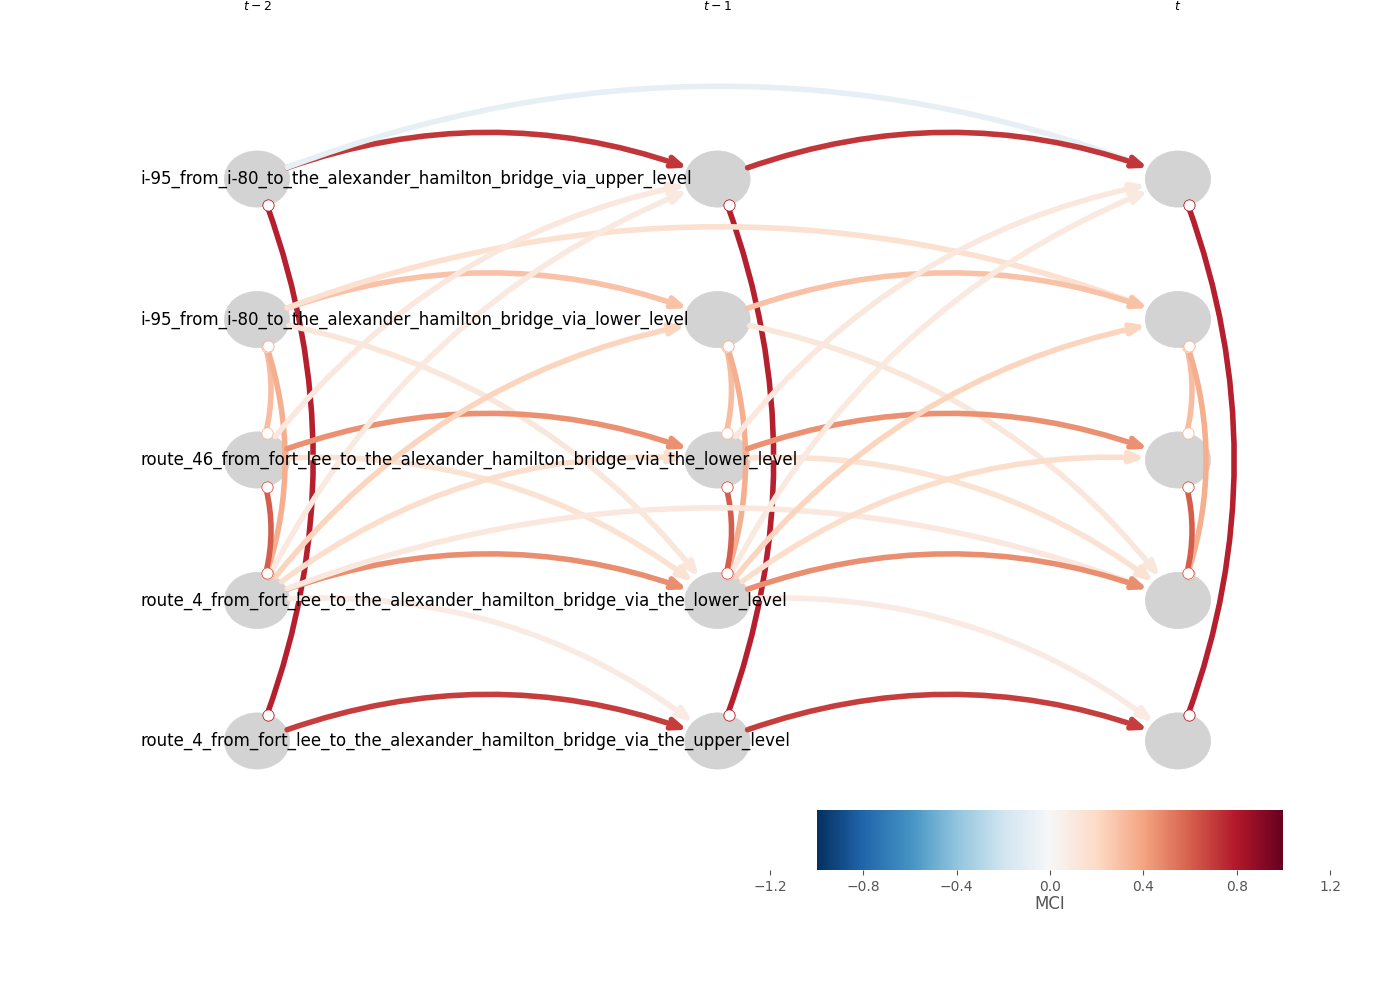 t − 2 t − 1 t
i-95_from_i-80_to_the_alexander_hamilton_bridge_via_upper_level
i-95_from_i-80_to_the_alexander_hamilton_bridge_via_lower_level
route_46_from_fort_lee_to_the_alexander_hamilton_bridge_via_the_lower_level
route_4_from_fort_lee_to_the_alexander_hamilton_bridge_via_the_lower_level
route_4_from_fort_lee_to_the_alexander_hamilton_bridge_via_the_upper_level
−1.2 −0.8 −0.4 0.0 0.4 0.8 1.2
MCI